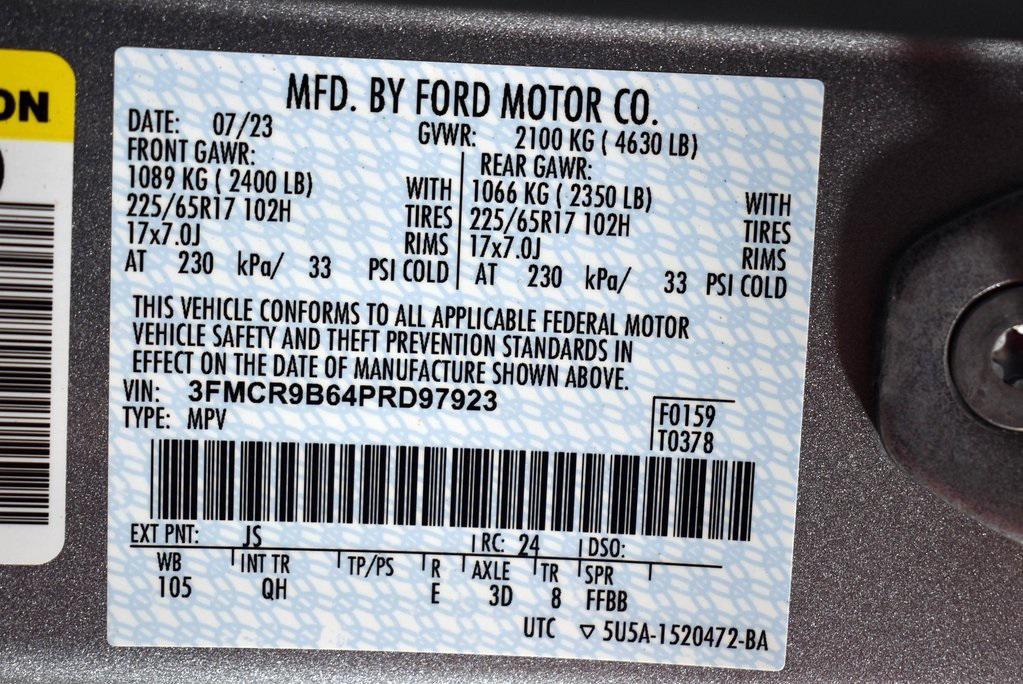 ON
MFD. BY FORD MOTOR CO.
DATE: 07/23 GVWR: 2100 KG ( 4630 LB)
FRONT GAWR: REAR GAWR:
1089 KG ( 2400 LB) WITH 1066 KG ( 2350 LB) WITH
225/65R17 102H TIRES 225/65R17 102H TIRES
17x7.0J RIMS 17x7.0J RIMS
AT 230 kPa/ 33 PSI COLD AT 230 kPa/ 33 PSI COLD
THIS VEHICLE CONFORMS TO ALL APPLICABLE FEDERAL MOTOR
VEHICLE SAFETY AND THEFT PREVENTION STANDARDS IN
EFFECT ON THE DATE OF MANUFACTURE SHOWN ABOVE.
VIN: 3FMCR9B64PRD97923
TYPE: MPV
F0159
T0378
EXT PNT: JS RC: 24 DSO:
WB INT TR TP/PS R AXLE TR SPR
105 QH E 3D 8 FFBB
UTC ▽ 5U5A-1520472-BA